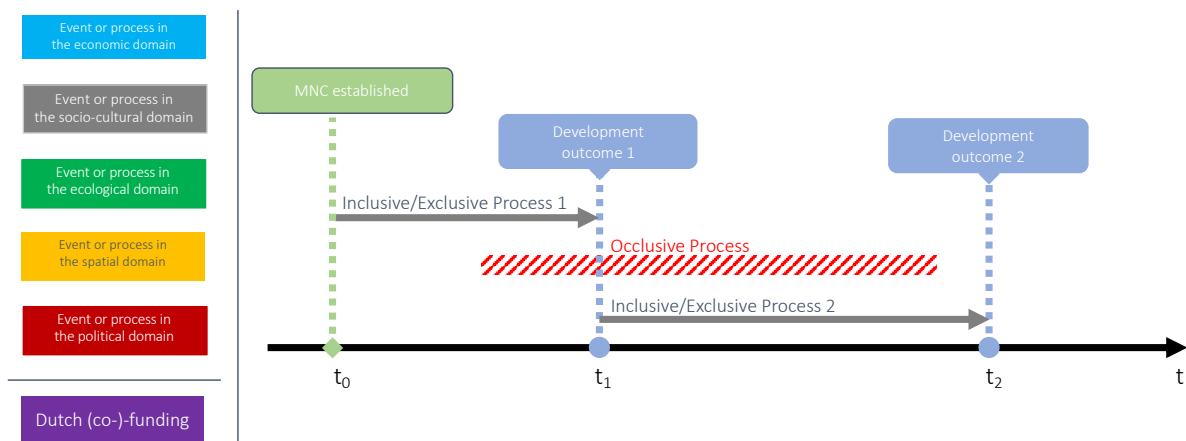 Event or process in
the economic domain
Event or process in
the socio-cultural domain
Event or process in
the ecological domain
Event or process in
the spatial domain
Event or process in
the political domain
Dutch (co-)-funding
MNC established
Development
outcome 1
Development
outcome 2
Inclusive/Exclusive Process 1
Occlusive Process
Inclusive/Exclusive Process 2
t0
t1
t2
t